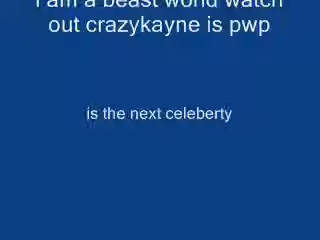 I am a beast world watch
out crazykayne is pwp
is the next celeberty